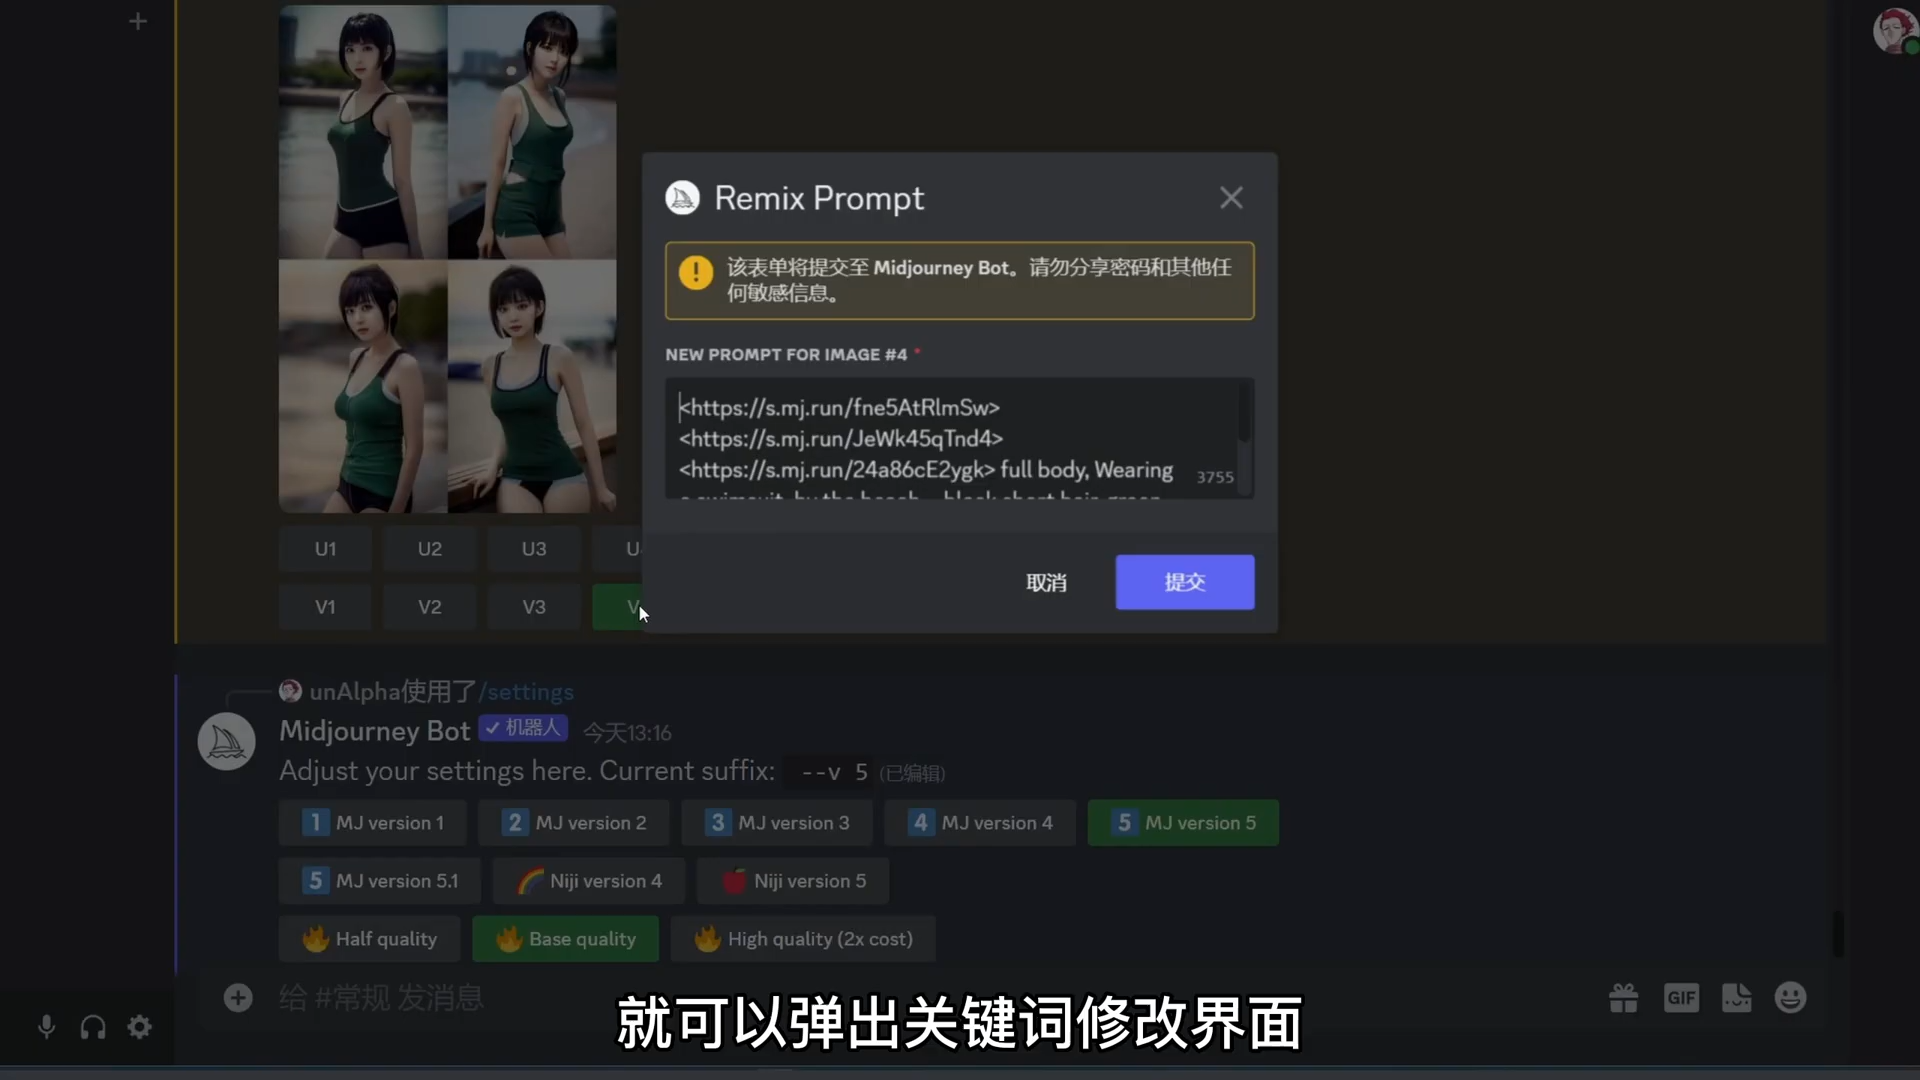 Remix Prompt
该表单将提交至 Midjourney Bot。请勿分享密码和其他任
何敏感信息。
NEW PROMPT FOR IMAGE #4 *
<https://s.mj.run/fne5AtRlmSw>
<https://s.mj.run/JeWk45qTnd4>
<https://s.mj.run/24a86cE2ygk> full body, Wearing
3755
取消
提交
U1
U2
U3
V1
V2
V3
unAlpha使用了/settings
Midjourney Bot ✓ 机器人 今天13:16
Adjust your settings here. Current suffix: --v 5 (已编辑)
1 MJ version 1
2 MJ version 2
3 MJ version 3
4 MJ version 4
5 MJ version 5
5 MJ version 5.1
Niji version 4
Niji version 5
Half quality
Base quality
High quality (2x cost)
给 #常规 发消息
GIF
就可以弹出关键词修改界面